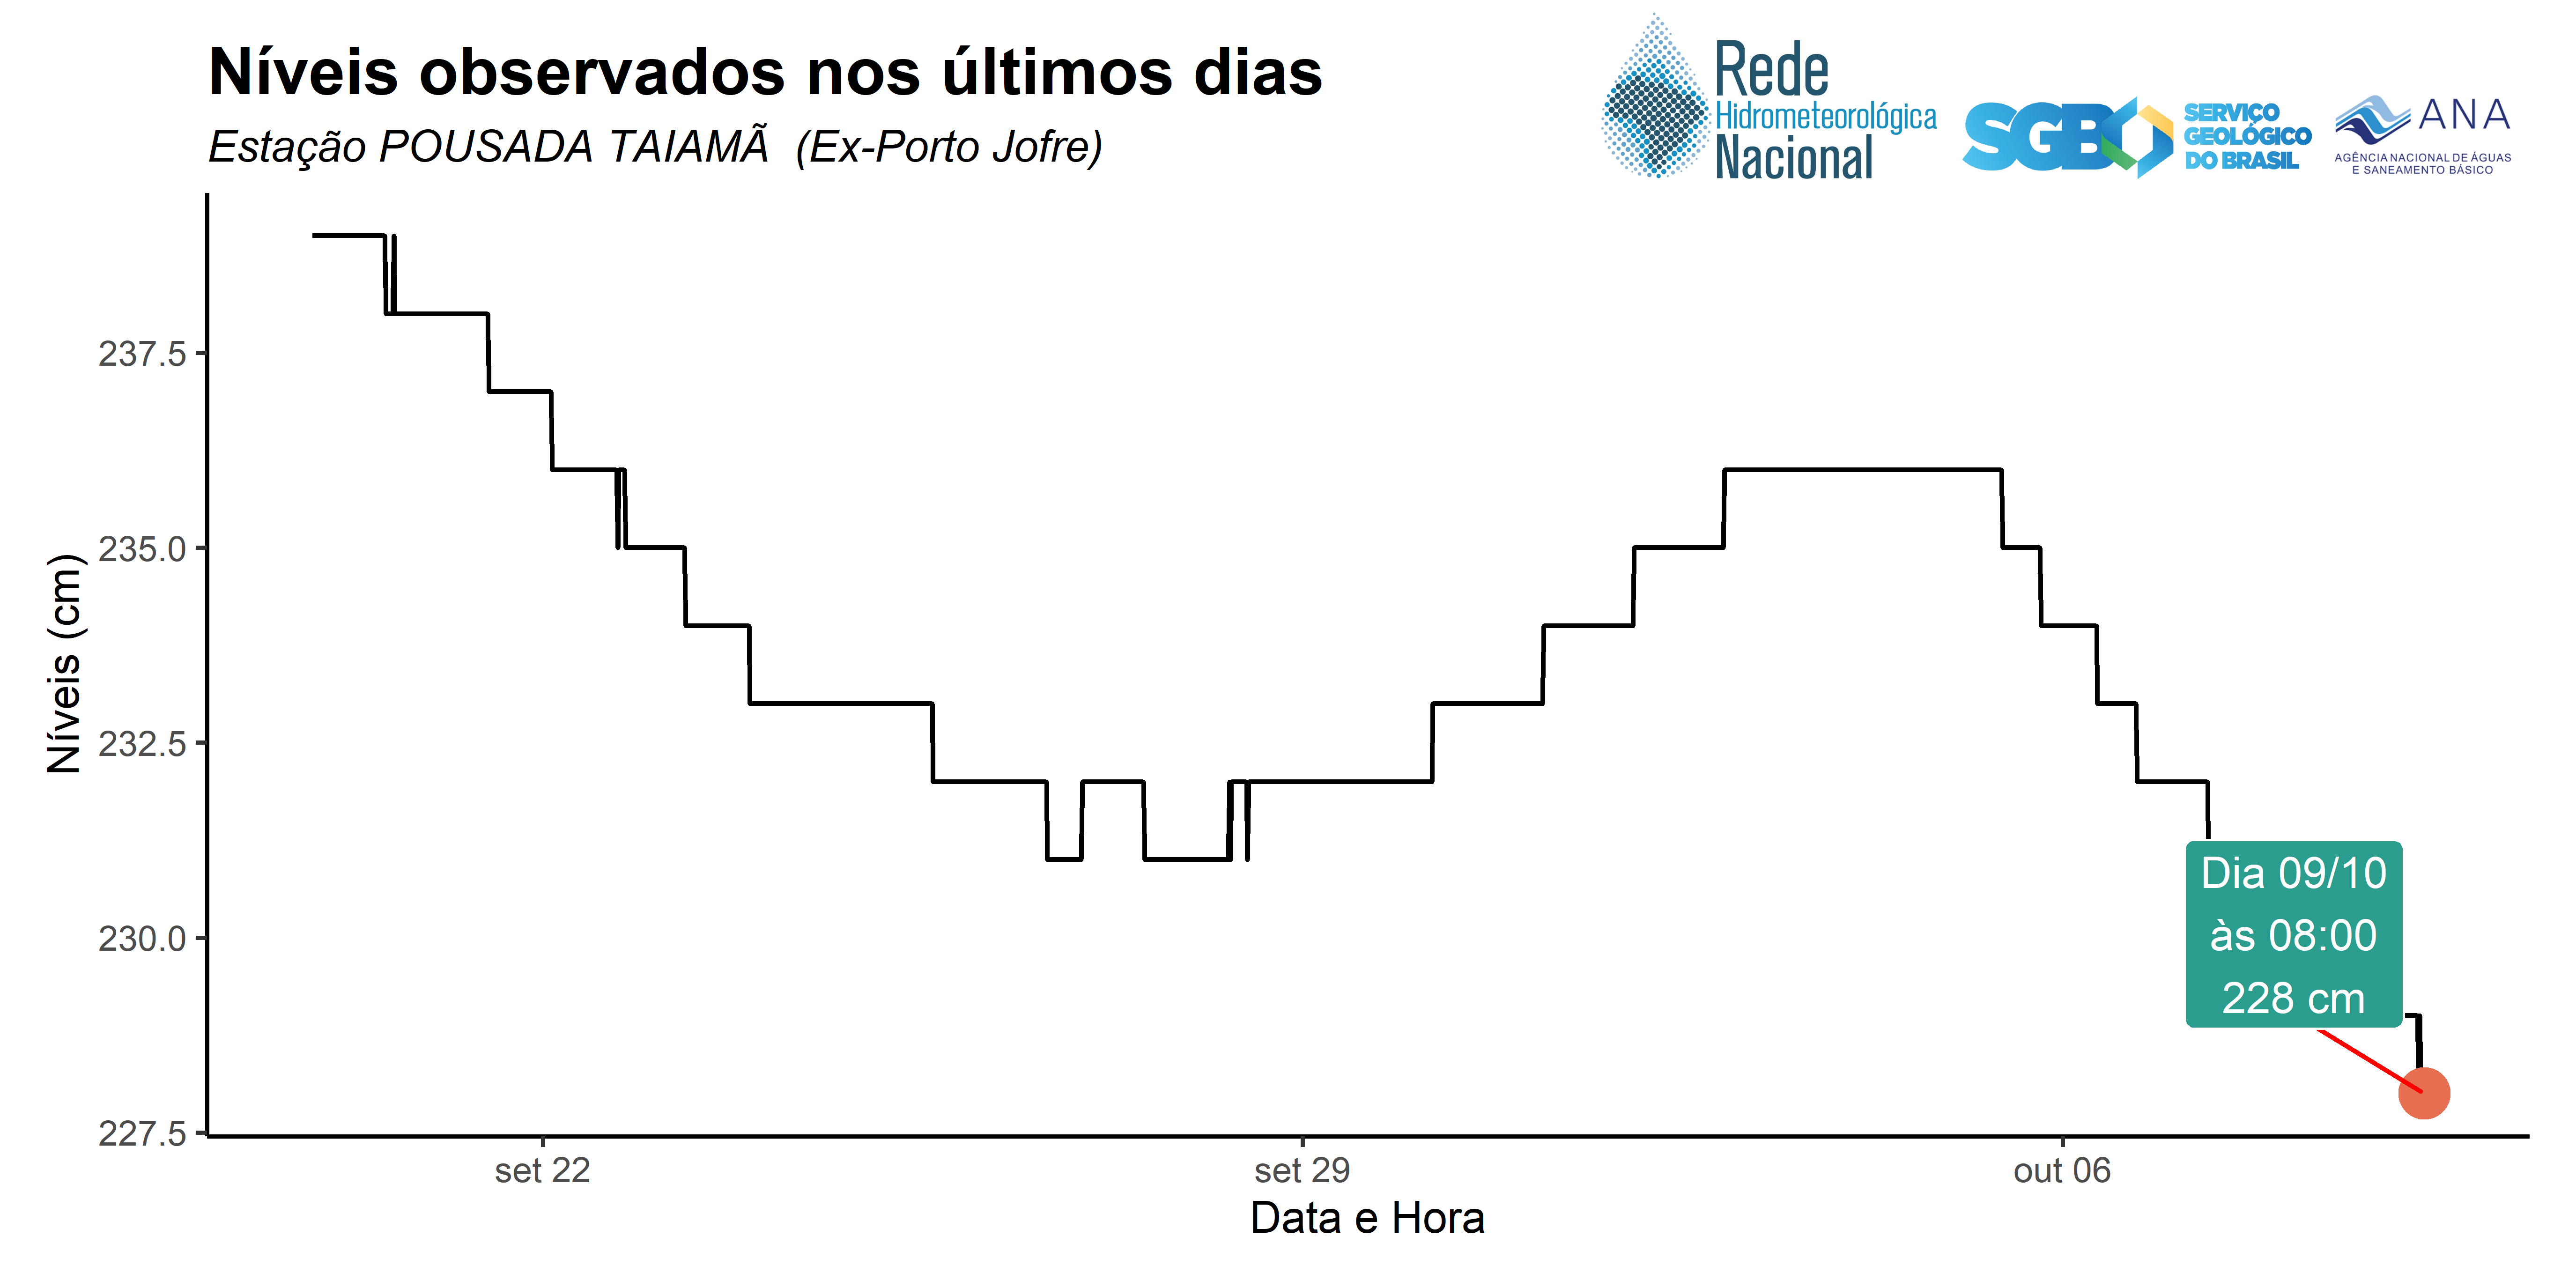 Níveis observados nos últimos dias
Estação POUSADA TAIAMÃ  (Ex-Porto Jofre)
Rede
Hidrometeorológica
Nacional
SGB
SERVIÇO
GEOLÓGICO
DO BRASIL
ANA
AGÊNCIA NACIONAL DE ÁGUAS
E SANEAMENTO BÁSICO
Níveis (cm)
237.5
235.0
232.5
230.0
227.5
Dia 09/10
às 08:00
228 cm
set 22
set 29
out 06
Data e Hora